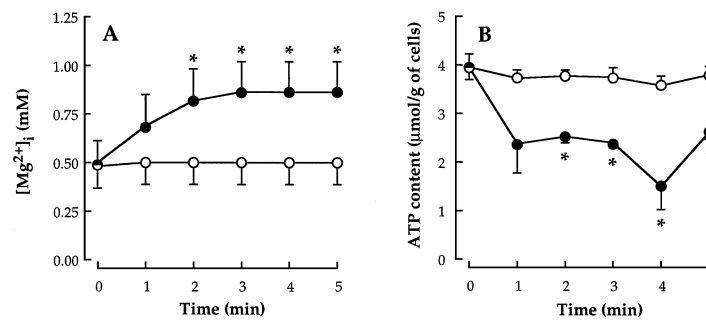 A
B
[Mg²⁺]ᵢ (mM)
1.25
1.00
0.75
0.50
0.25
0.00
* * * *
0 1 2 3 4 5
Time (min)
ATP content (μmol/g of cells)
5
4
3
2
1
0
* * *
0 1 2 3 4
Time (min)